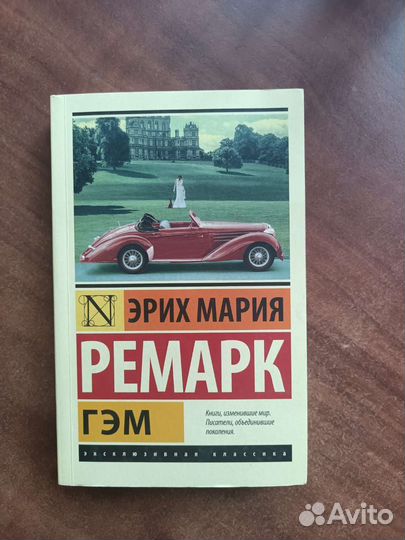 N
ЭРИХ МАРИЯ
РЕМАРК
ГЭМ
Книги, изменившие мир.
Писатели, объединившие
поколения.
эксклюзивная классика
Avito